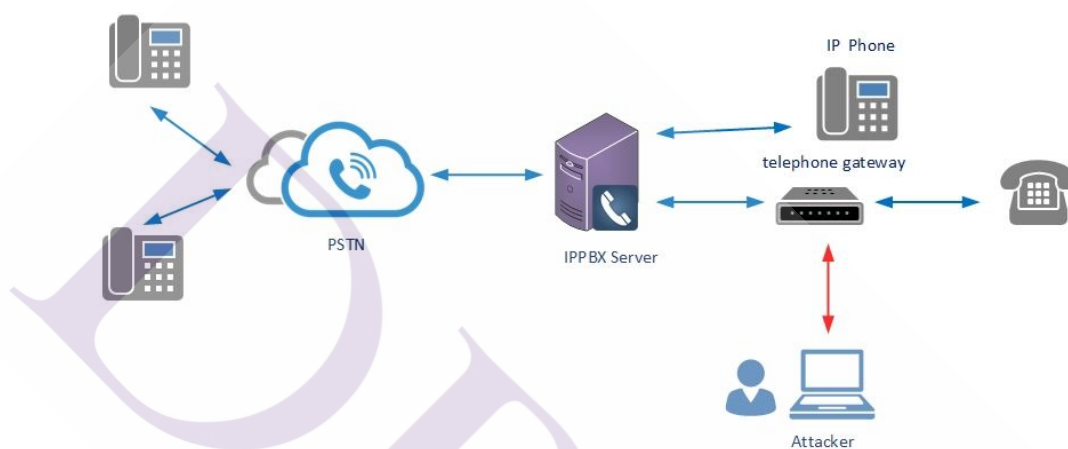 IP Phone
telephone gateway
PSTN
IPPBX Server
Attacker